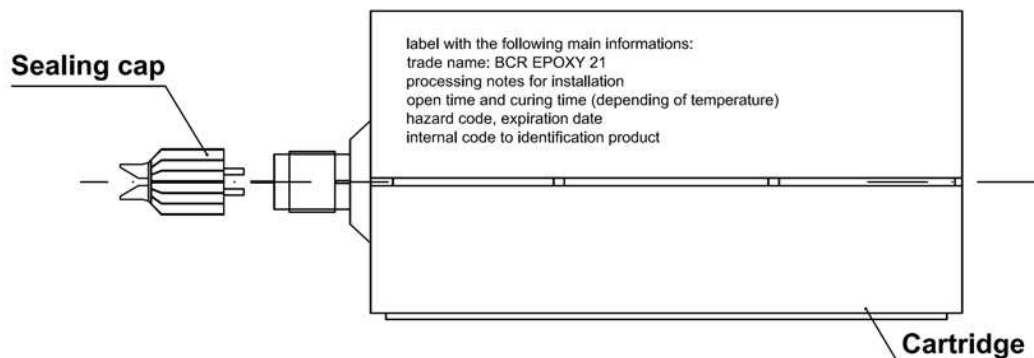 label with the following main informations:
trade name: BCR EPOXY 21
processing notes for installation
open time and curing time (depending of temperature)
hazard code, expiration date
internal code to identification product
Sealing cap
Cartridge